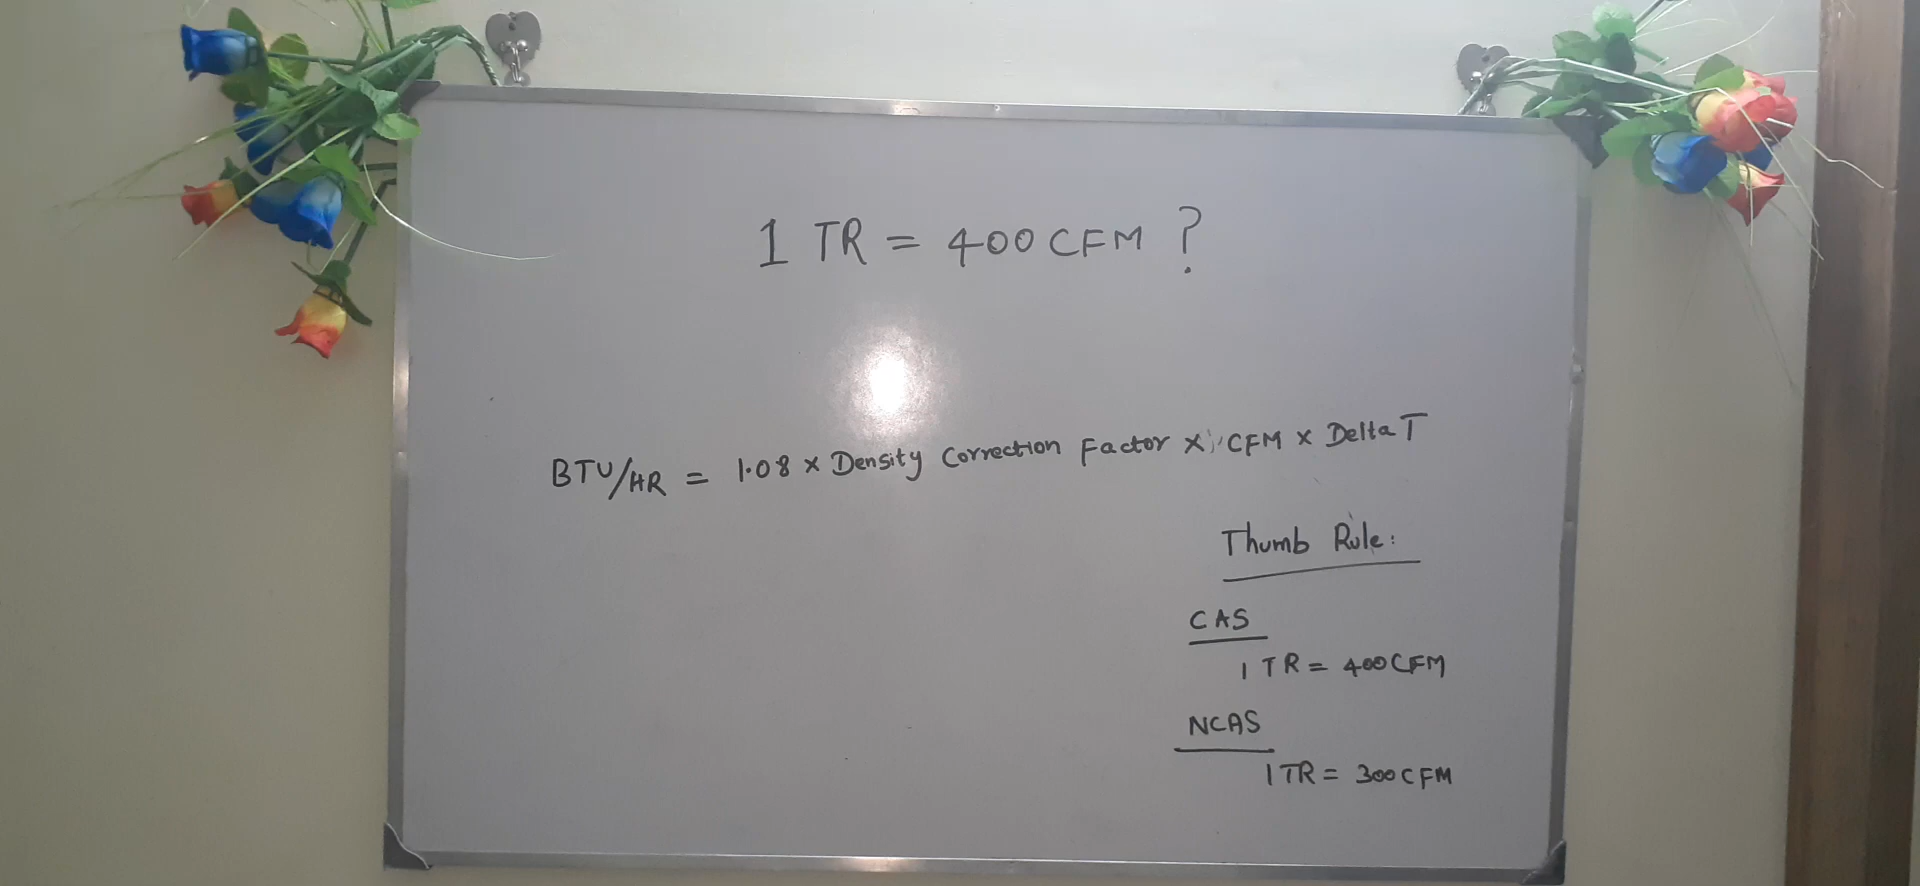 1 TR = 400 CFM ?
BTU/HR = 1.08 x Density Correction Factor x CFM x Delta T
Thumb Rule:
CAS
1 TR = 400 CFM
NCAS
1 TR = 300 CFM